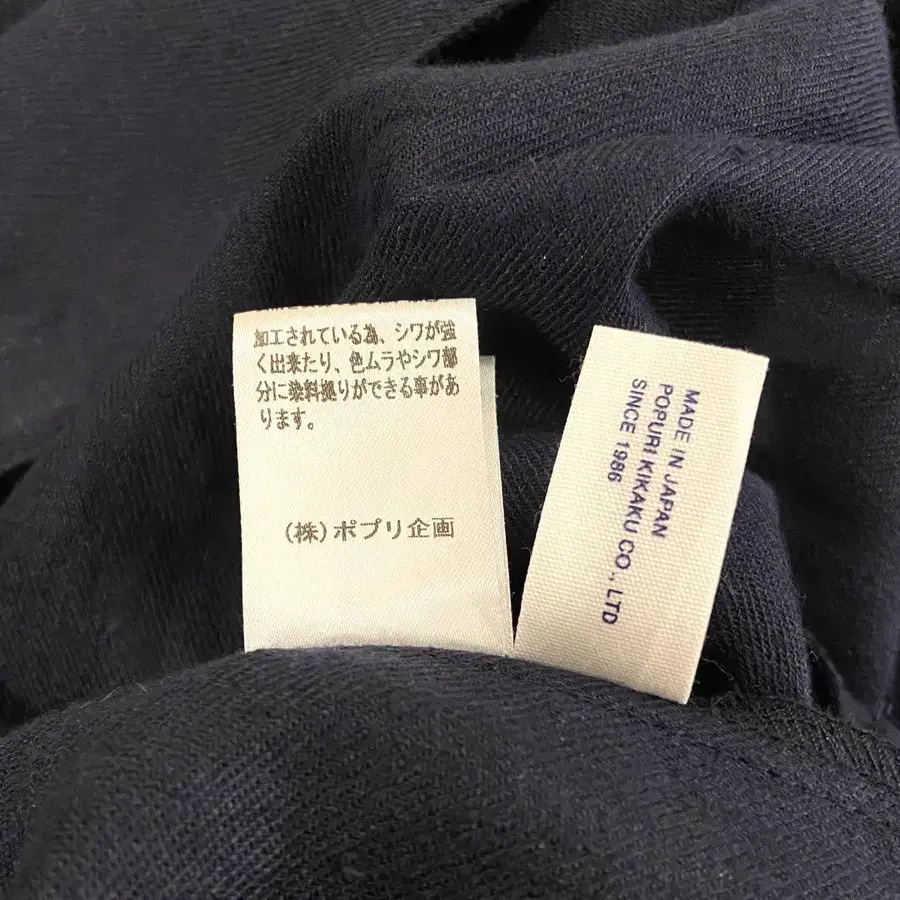 加工されている為、シワが強
く出来たり、色ムラやシワ部
分に染料拠りができる事があ
ります。
(株)ポプリ企画
MADE IN JAPAN
POPURI KIKAKU CO., LTD
SINCE 1986